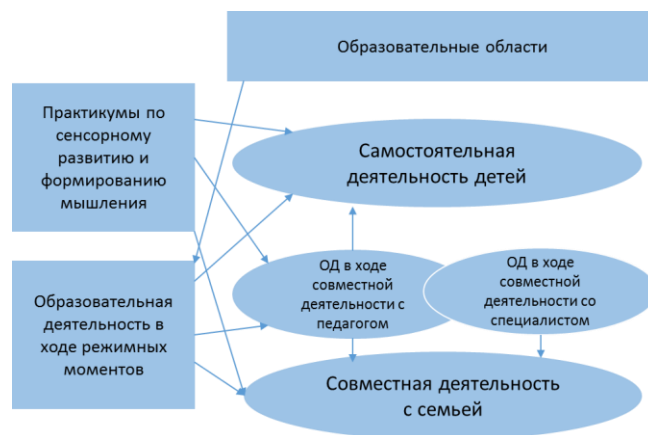 Образовательные области
Практикумы по
сенсорному
развитию и
формированию
мышления
Самостоятельная
деятельность детей
ОД в ходе
совместной
деятельности с
педагогом
ОД в ходе
совместной
деятельности со
специалистом
Образовательная
деятельность в
ходе режимных
моментов
Совместная деятельность
с семьей